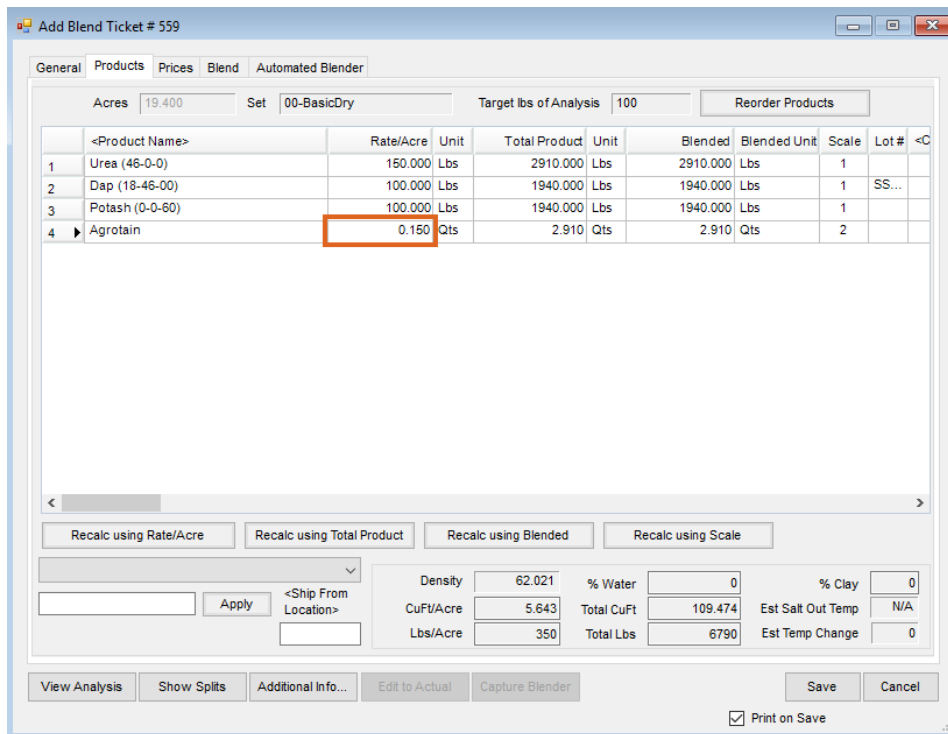 Add Blend Ticket # 559
General Products Prices Blend Automated Blender
Acres 19.400 Set 00-BasicDry Target lbs of Analysis 100 Reorder Products
<Product Name> Rate/Acre Unit Total Product Unit Blended Blended Unit Scale Lot # <C
1 Urea (46-0-0) 150.000 Lbs 2910.000 Lbs 2910.000 Lbs 1
2 Dap (18-46-00) 100.000 Lbs 1940.000 Lbs 1940.000 Lbs 1 SS...
3 Potash (0-0-60) 100.000 Lbs 1940.000 Lbs 1940.000 Lbs 1
4 Agrotain 0.150 Qts 2.910 Qts 2.910 Qts 2
Recalc using Rate/Acre Recalc using Total Product Recalc using Blended Recalc using Scale
Density 62.021 % Water 0 % Clay 0
Apply <Ship From Location> CuFt/Acre 5.643 Total CuFt 109.474 Est Salt Out Temp N/A
Lbs/Acre 350 Total Lbs 6790 Est Temp Change 0
View Analysis Show Splits Additional Info... Edit to Actual Capture Blender Save Cancel
Print on Save